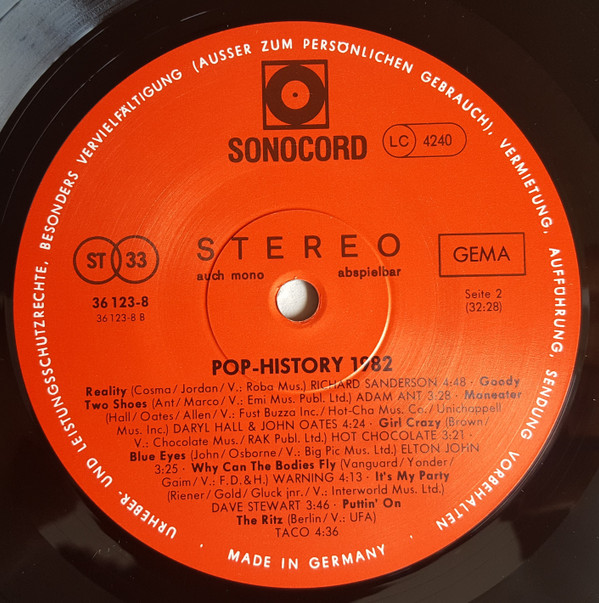 URHEBER- UND LEISTUNGSSCHUTZRECHTE, BESONDERS VERVIELFÄLTIGUNG (AUSSER ZUM PERSÖNLICHEN GEBRAUCH), VERMIETUNG, AUFFÜHRUNG, SENDUNG VORBEHALTEN
SONOCORD
LC 4240
STEREO
auch mono abspielbar
ST 33
GEMA
36 123-8
36 123-8 B
Seite 2
(32:28)
POP-HISTORY 1982
Reality (Cosma/Jordan/V.: Roba Mus.) RICHARD SANDERSON 4:48 · Goody
Two Shoes (Ant/Marco/V.: Emi Mus. Publ. Ltd.) ADAM ANT 3:28 · Maneater
(Hall/Oates/Allen/V.: Fust Buzza Inc./Hot-Cha Mus. Co./Unichappell
Mus. Inc.) DARYL HALL & JOHN OATES 4:24 · Girl Crazy (Brown/
V.: Chocolate Mus./RAK Publ. Ltd.) HOT CHOCOLATE 3:21 ·
Blue Eyes (John/Osborne/V.: Big Pic Mus. Ltd.) ELTON JOHN
3:25 · Why Can The Bodies Fly (Vanguard/Yonder/
Gaim/V.: F.D.&H.) WARNING 4:13 · It's My Party
(Riener/Gold/Gluck jnr./V.: Interworld Mus. Ltd.)
DAVE STEWART 3:46 · Puttin' On
The Ritz (Berlin/V.: UFA)
TACO 4:36
· MADE IN GERMANY ·